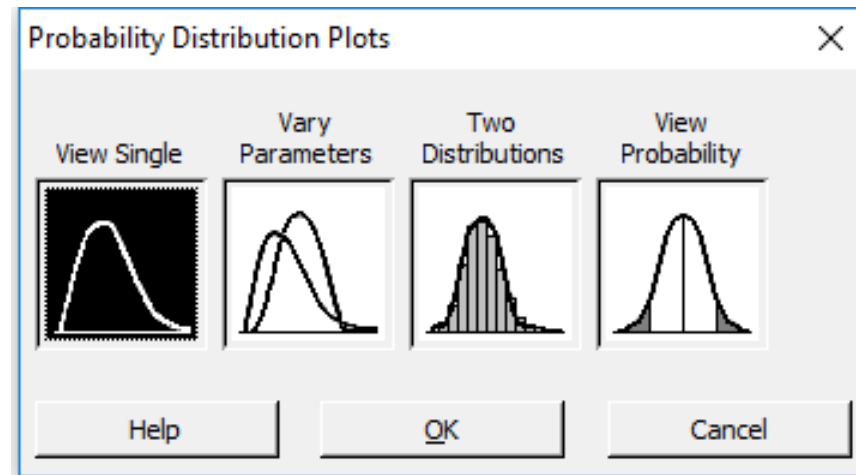 Probability Distribution Plots
View Single
Vary
Parameters
Two
Distributions
View
Probability
Help
OK
Cancel